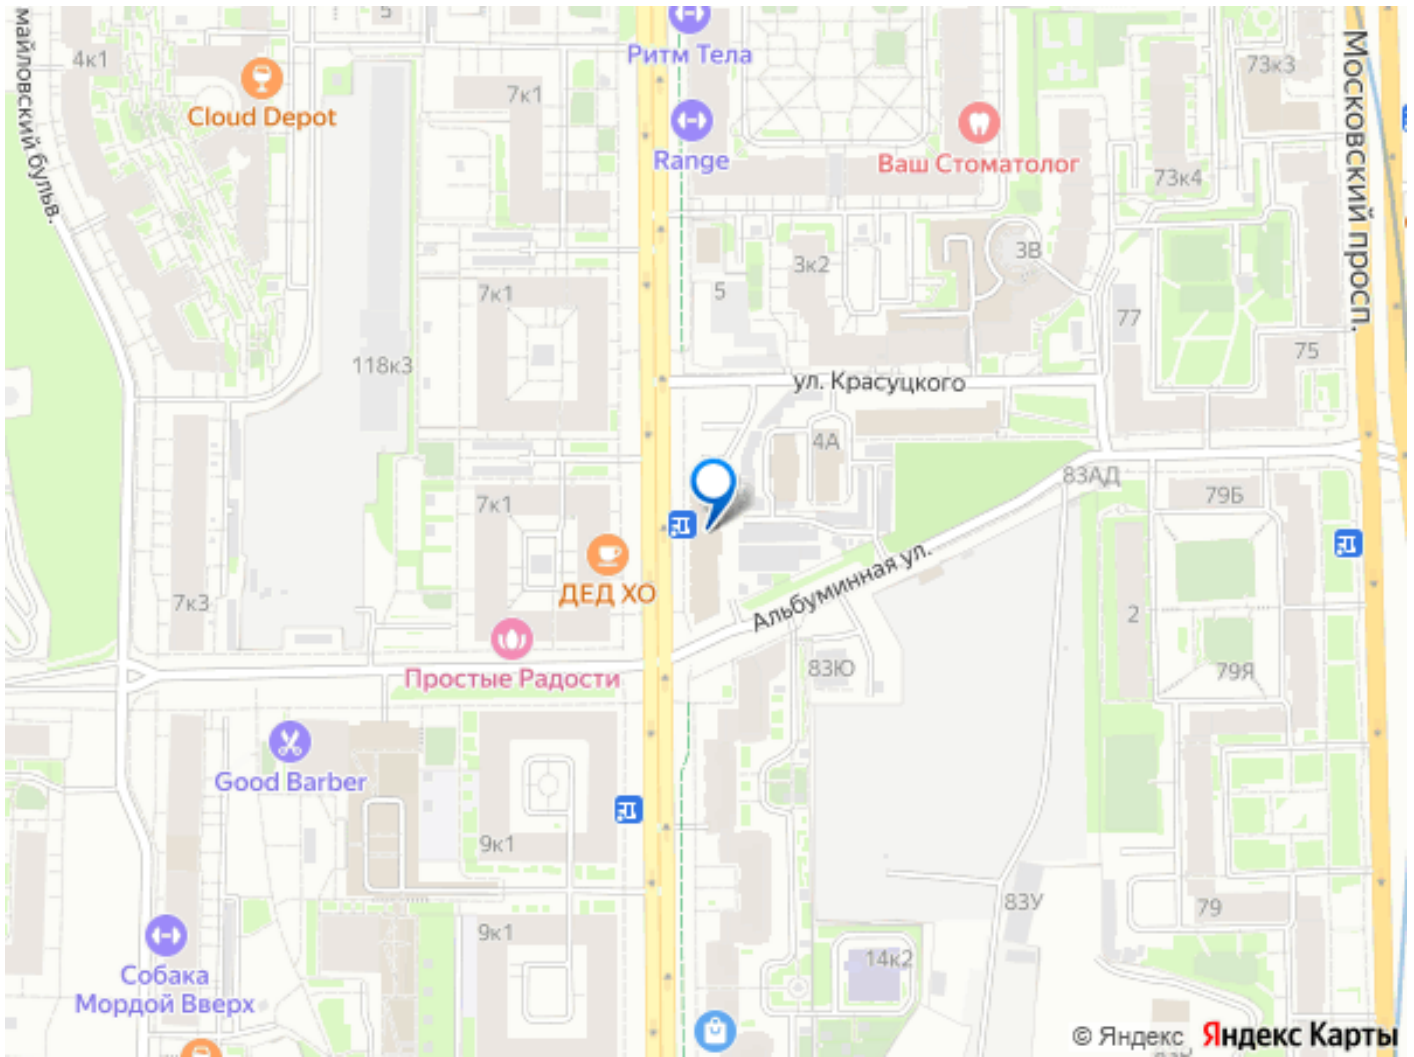 5
майловский бульв.
4к1
Cloud Depot
7к1
Ритм Тела
Range
Ваш Стоматолог
73к3
73к4
Московский просп.
3к2
3В
5
7к1
77
75
118к3
ул. Красуцкого
4А
83АД
79Б
7к1
ДЕД ХО
7к3
Альбуминная ул.
2
Простые Радости
83Ю
79Я
Good Barber
9к1
83У
79
9к1
14к2
Собака
Мордой Вверх
© Яндекс Яндекс Карты